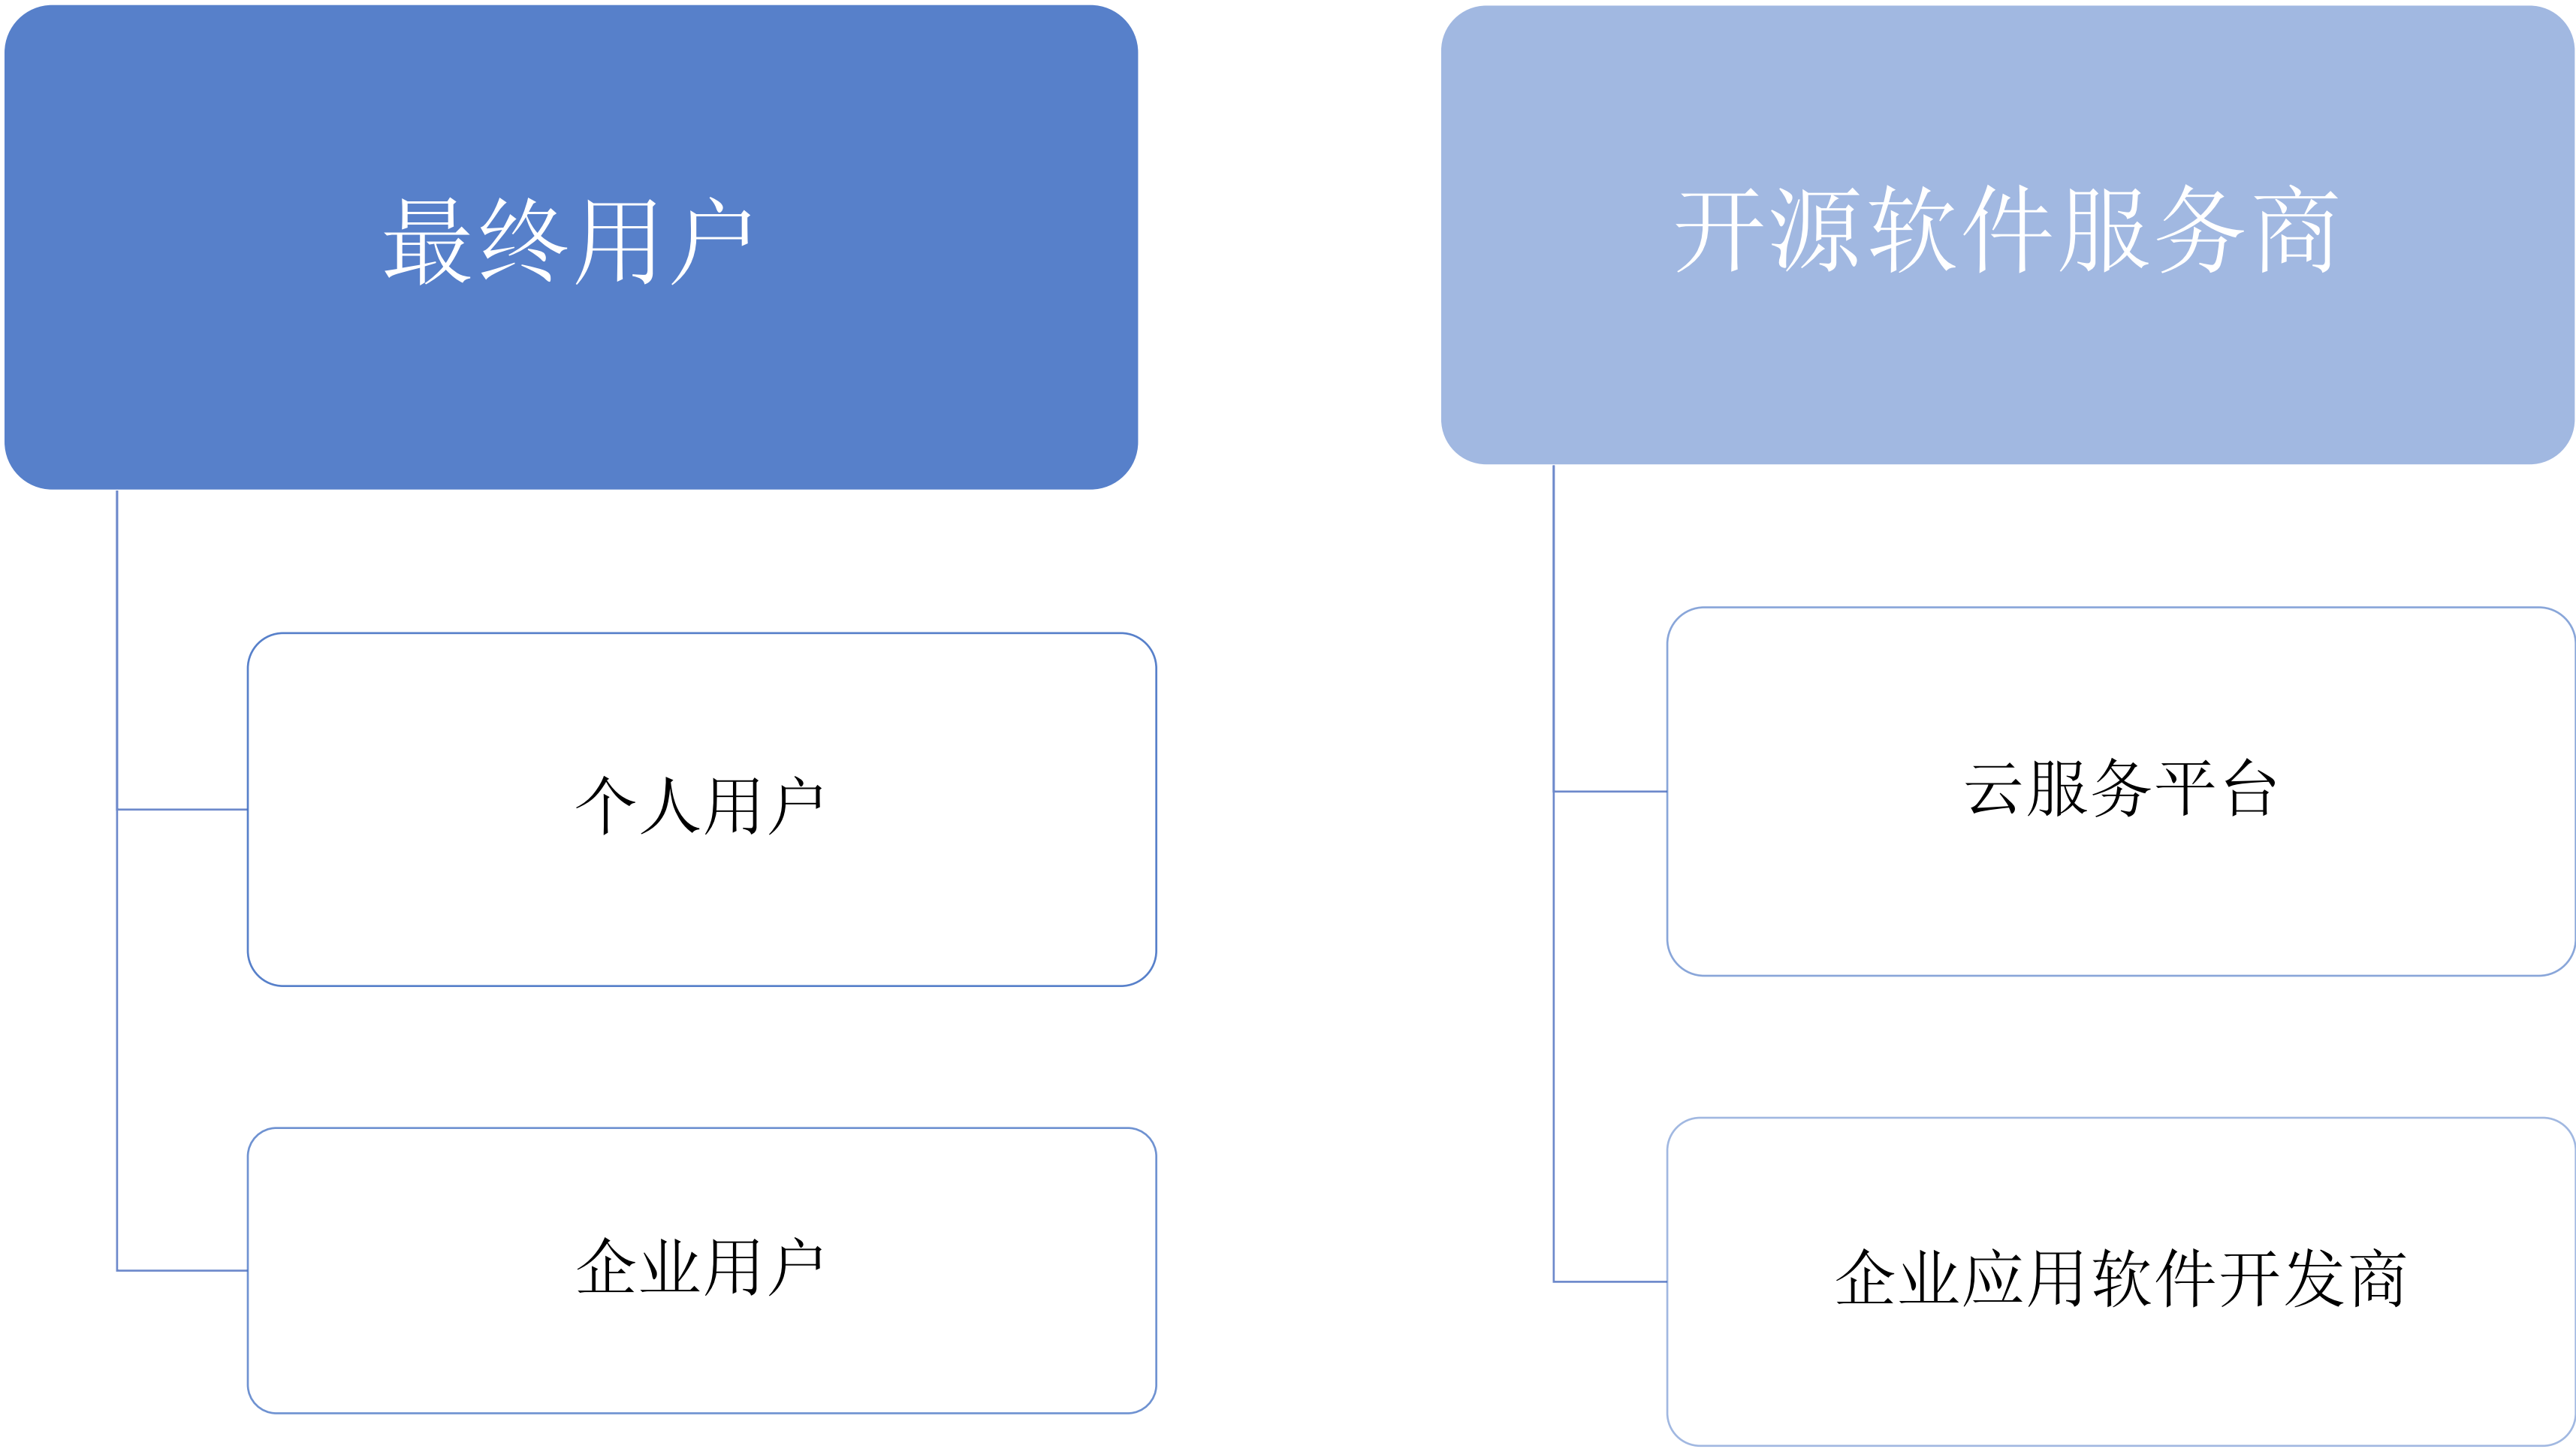 最终用户
个人用户
企业用户
开源软件服务商
云服务平台
企业应用软件开发商